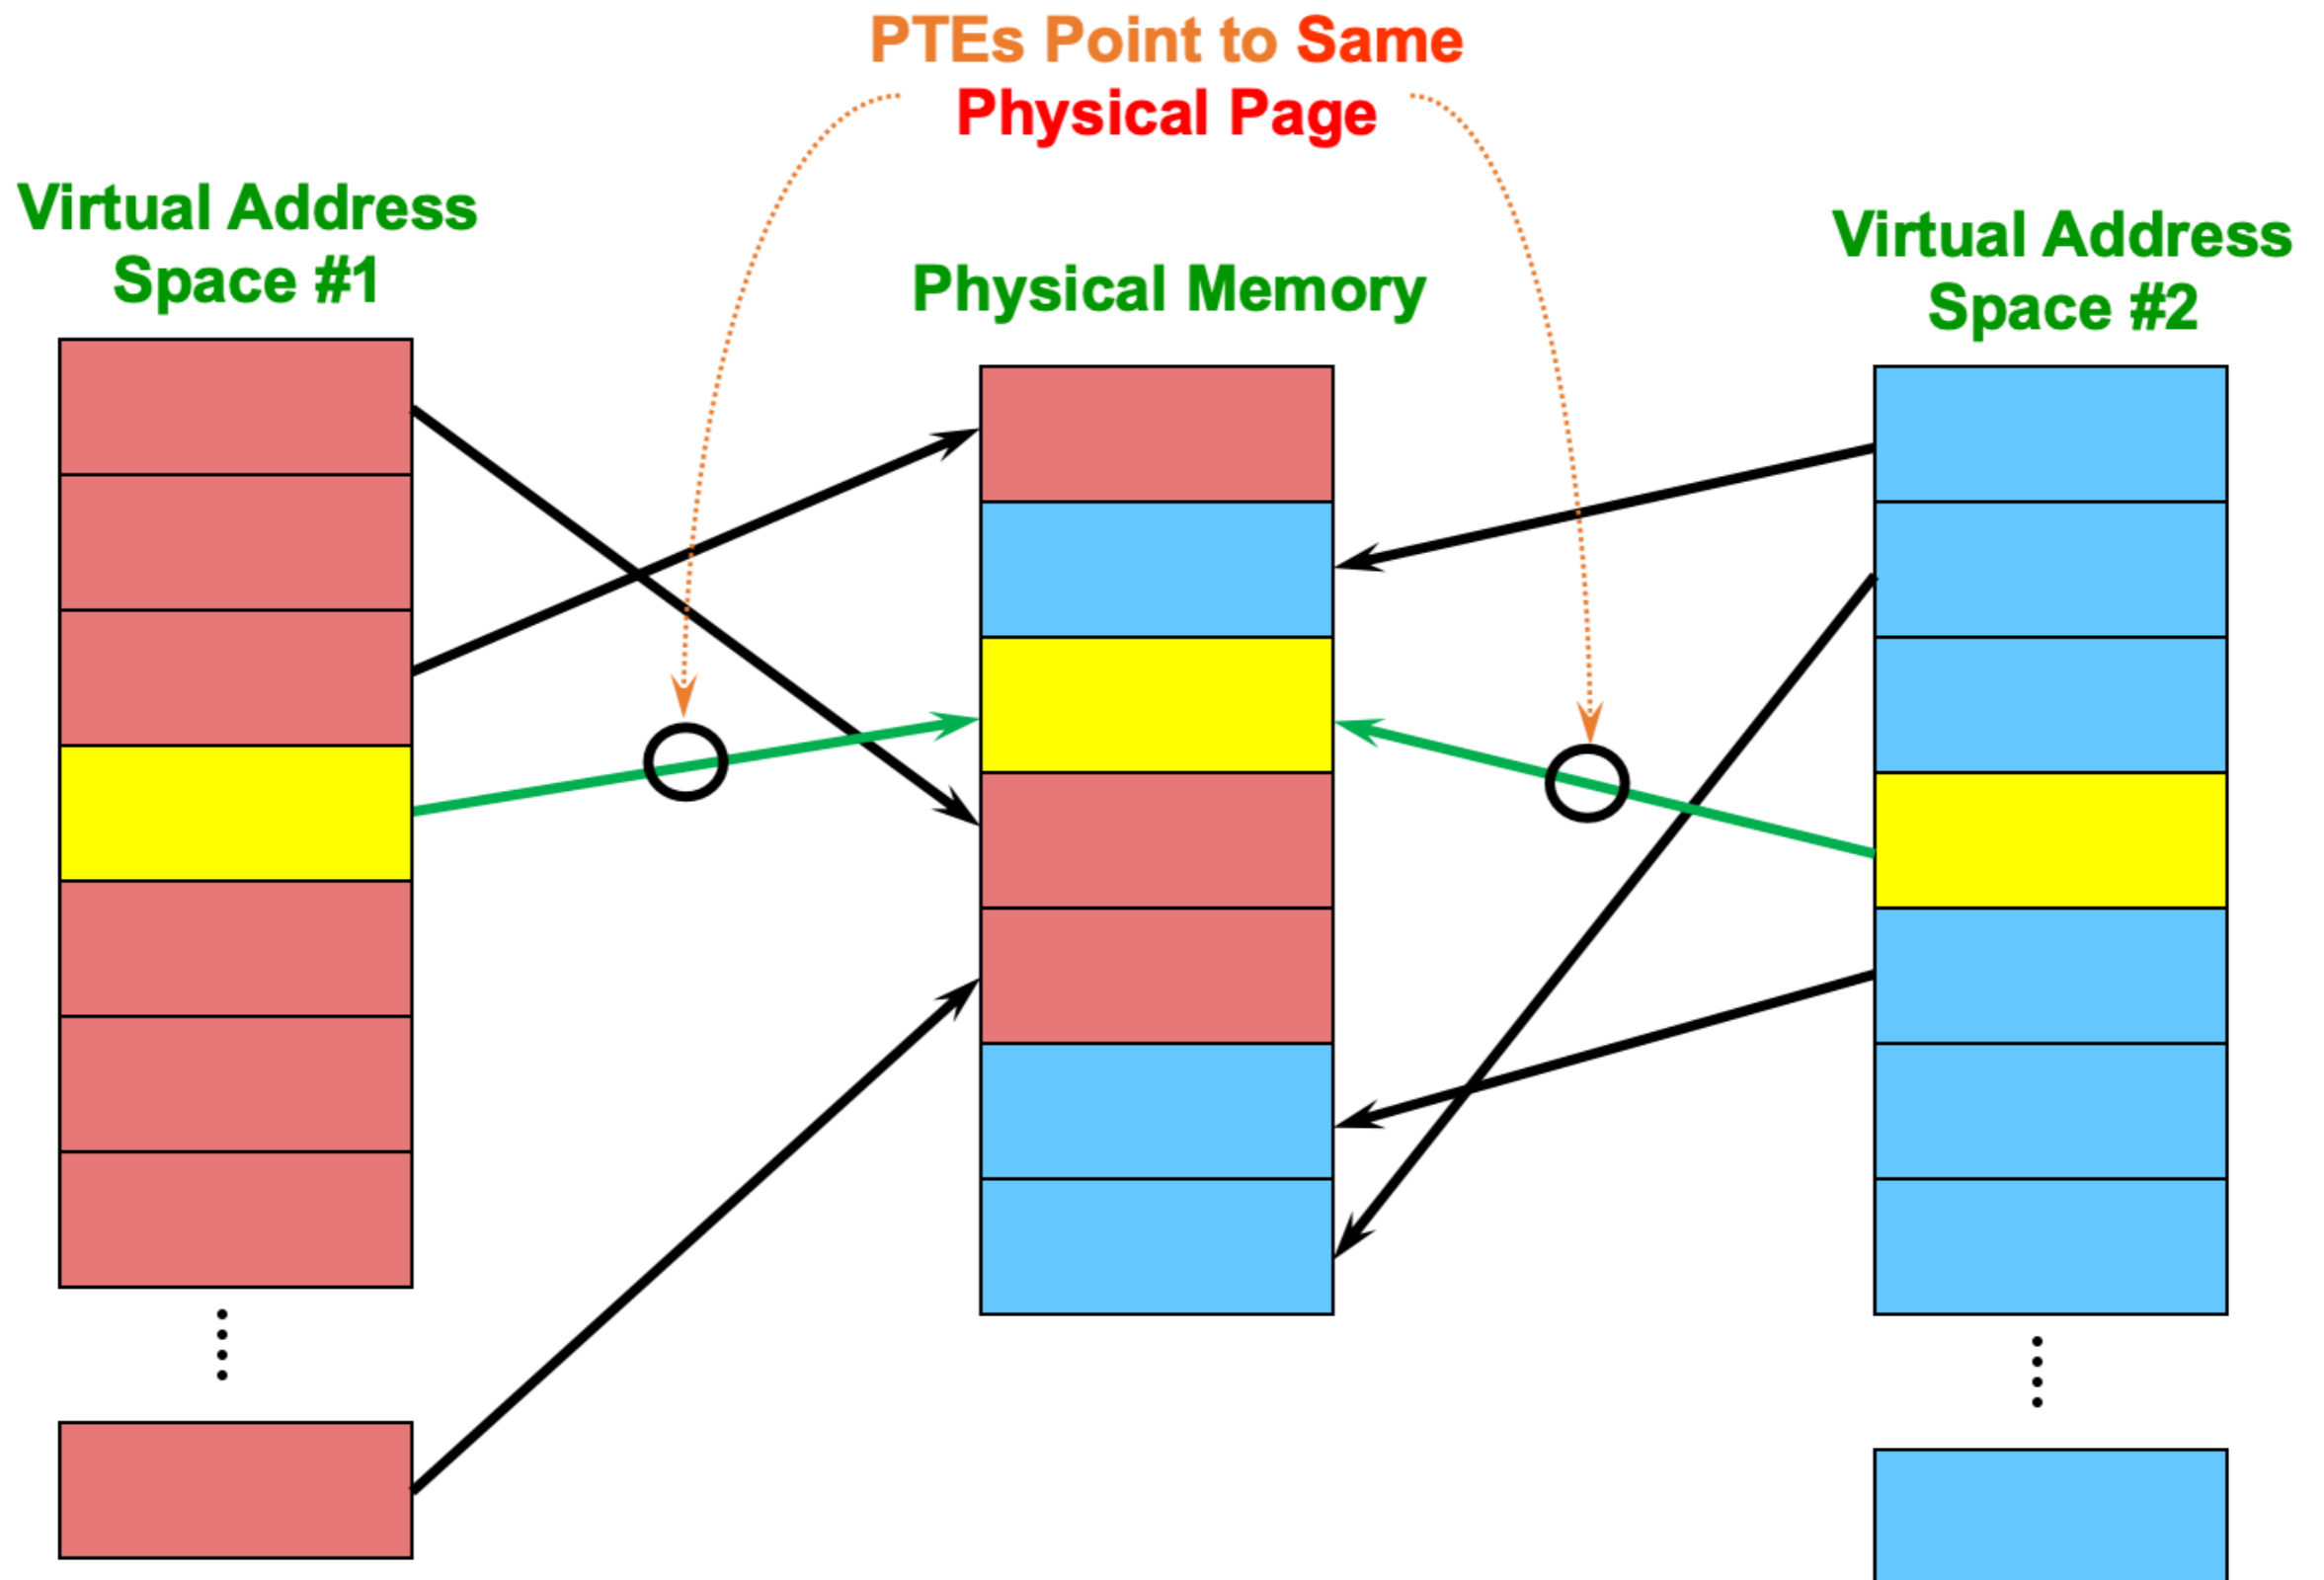 PTEs Point to Same
Physical Page
Virtual Address
Space #1
Physical Memory
Virtual Address
Space #2